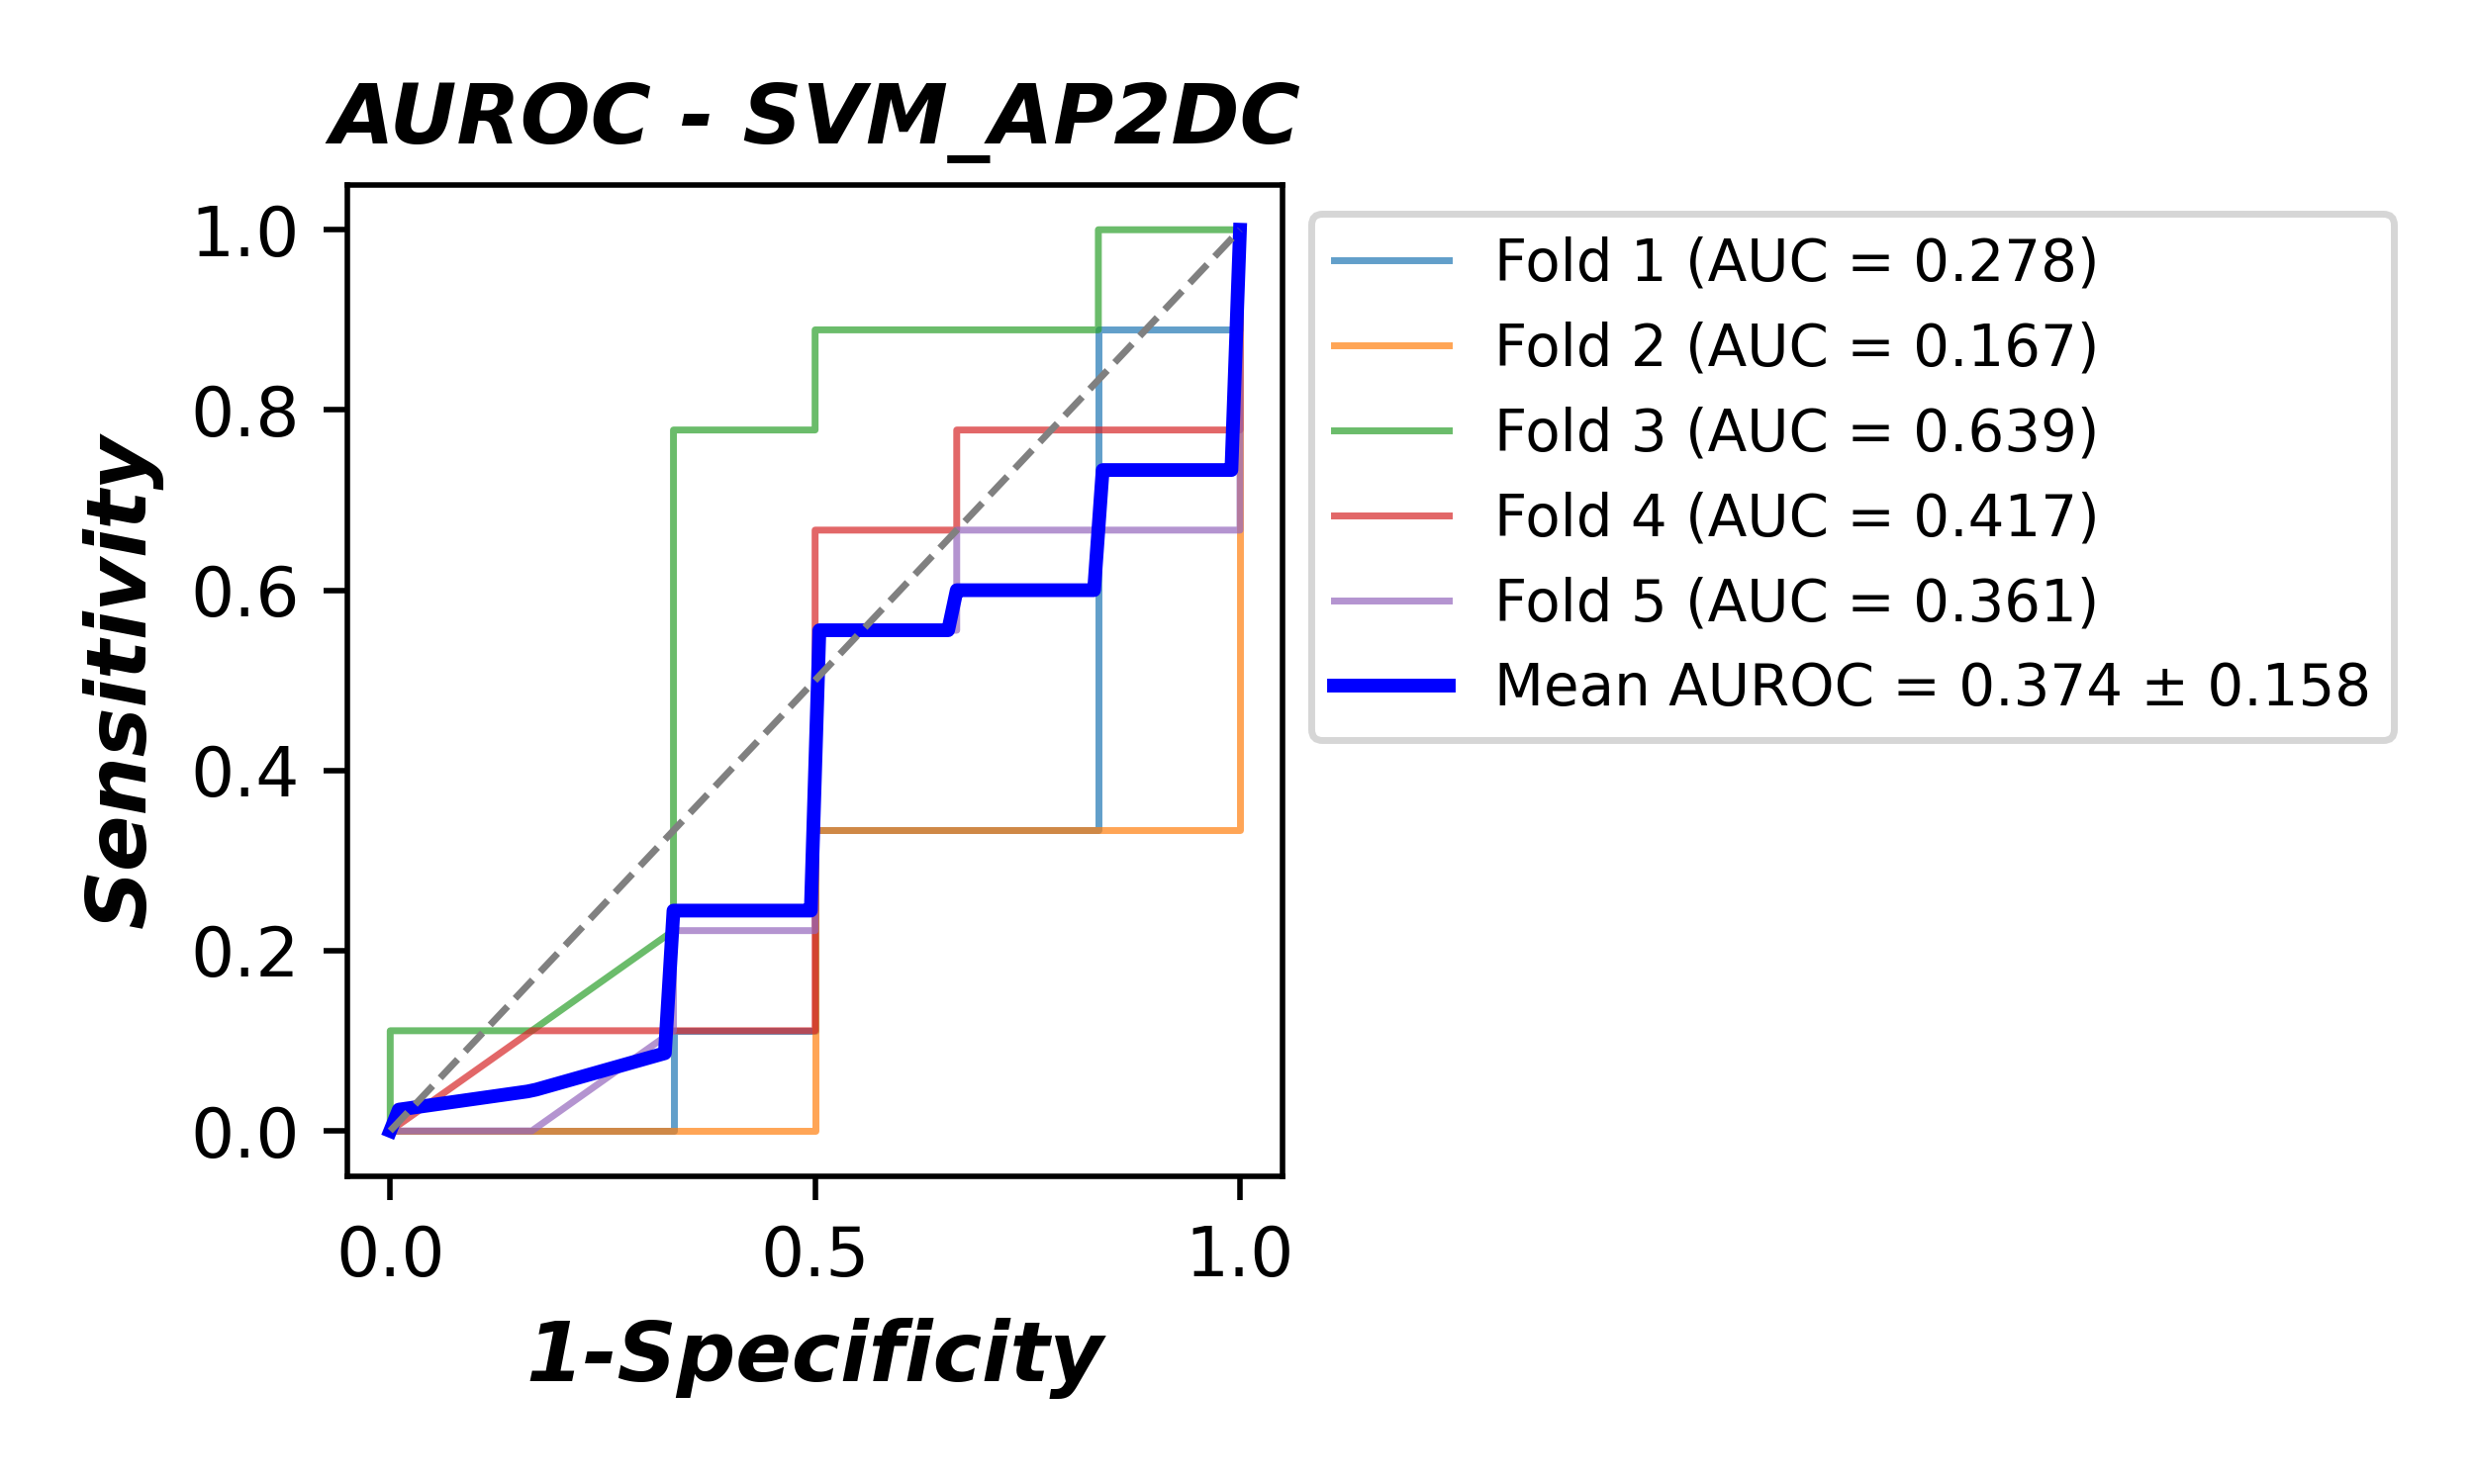 AUROC - SVM_AP2DC
1.0
0.8
0.6
0.4
0.2
0.0
Sensitivity
0.0 0.5 1.0
1-Specificity
Fold 1 (AUC = 0.278)
Fold 2 (AUC = 0.167)
Fold 3 (AUC = 0.639)
Fold 4 (AUC = 0.417)
Fold 5 (AUC = 0.361)
Mean AUROC = 0.374 ± 0.158